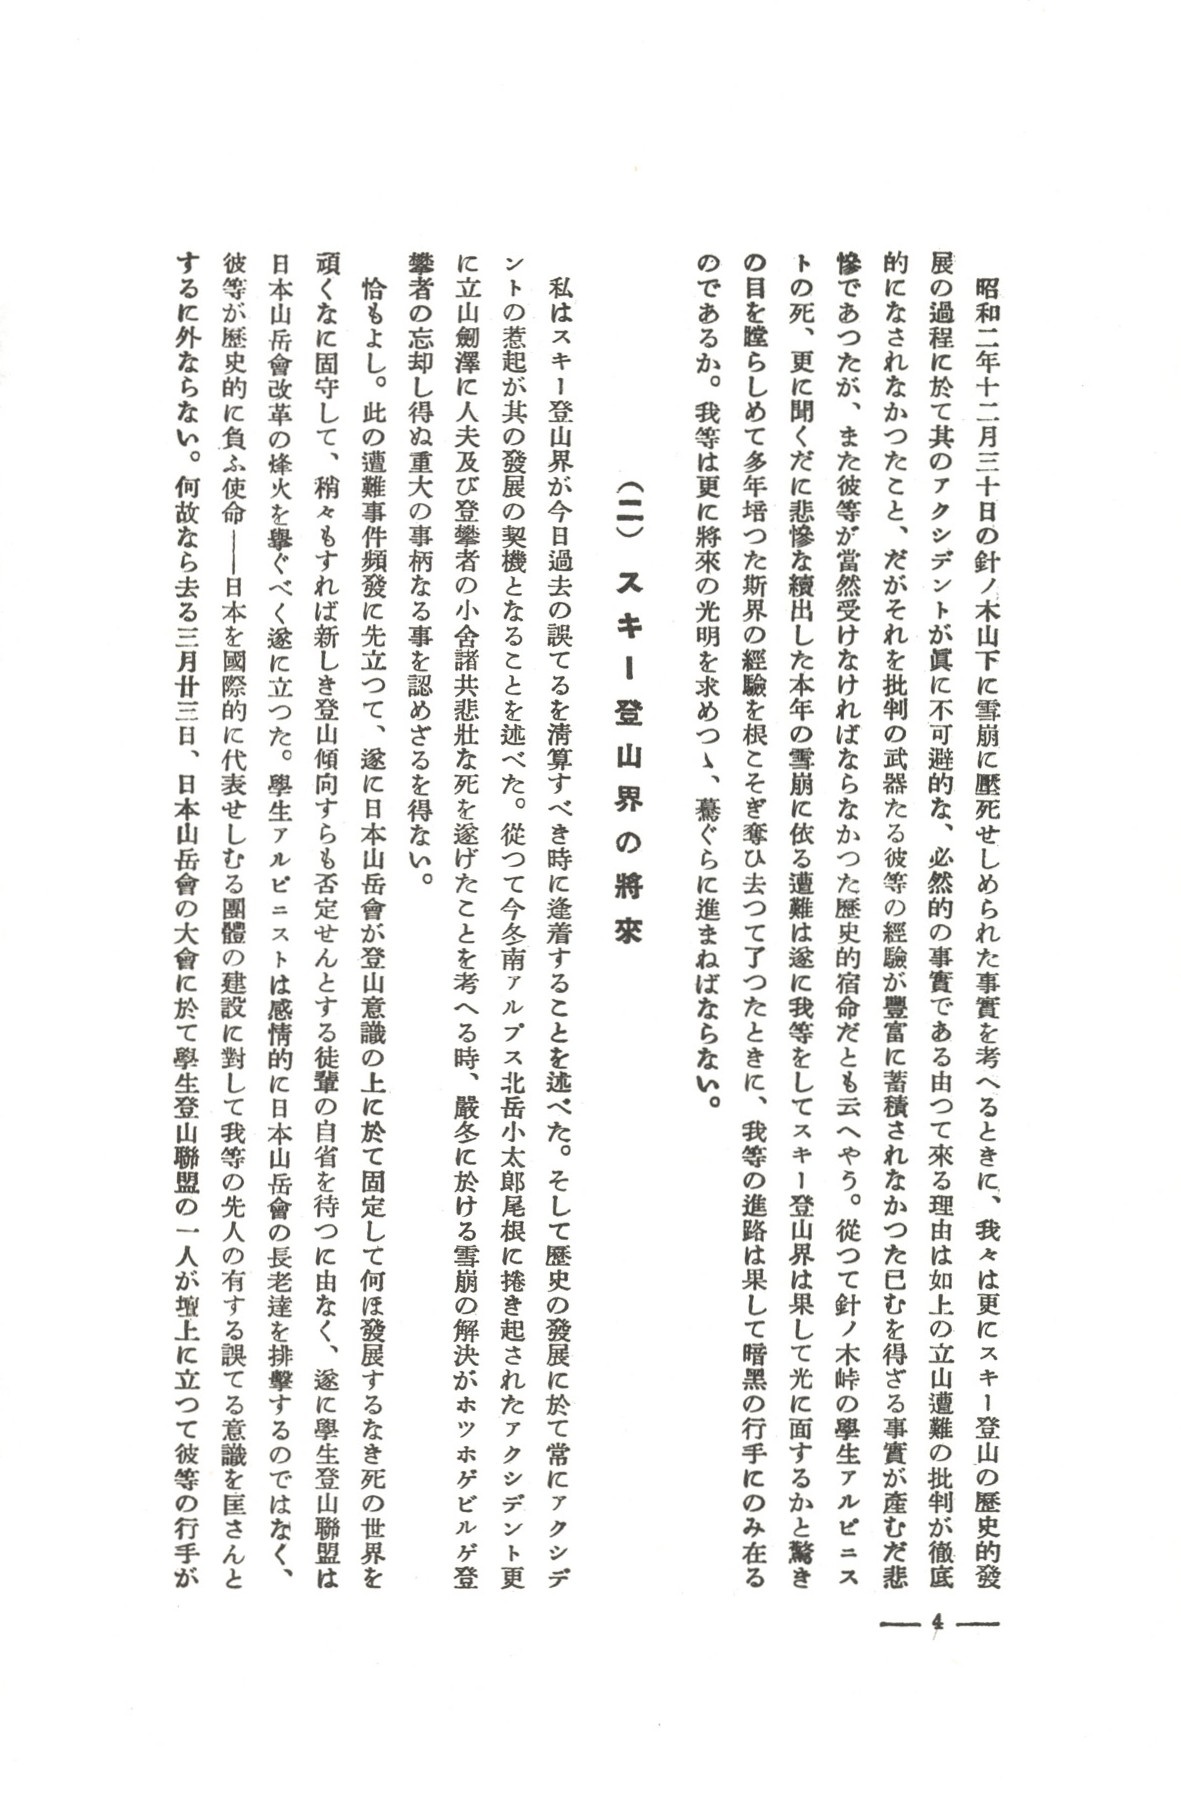 昭和二年十二月三十日の針ノ木山下に雪崩に壓死せしめられた事實を考へるときに、我々は更にスキー登山の歴史的發
展の過程に於て其のアクシデントが眞に不可避的な、必然的の事實である由つて來る理由は如上の立山遭難の批判が徹底
的になされなかつたこと、だがそれを批判の武器たる彼等の經驗が豐富に蓄積されなかつた已むを得ざる事實が產むだ悲
慘であつたが、また彼等が當然受けなければならなかつた歴史的宿命だとも云へやう。從つて針ノ木峠の學生アルピニス
トの死、更に聞くだに悲慘な續出した本年の雪崩に依る遭難は遂に我等をしてスキー登山界は果して光に面するかと驚き
の目を瞠らしめて多年培つた斯界の經驗を根こそぎ奪ひ去つて了つたときに、我等の進路は果して暗黑の行手にのみ在る
のであるか。我等は更に將來の光明を求めつゝ、驀ぐらに進まねばならない。
（二）スキー登山界の將來
私はスキー登山界が今日過去の誤てるを淸算すべき時に逢着することを述べた。そして歴史の發展に於て常にアクシデ
ントの惹起が其の發展の契機となることを述べた。從つて今冬南アルプス北岳小太郎尾根に捲き起されたアクシデント更
に立山劒澤に人夫及び登攀者の小舍諸共悲壯な死を遂げたことを考へる時、嚴冬に於ける雪崩の解決がホツホゲビルゲ登
攀者の忘却し得ぬ重大の事柄なる事を認めざるを得ない。
恰もよし。此の遭難事件頻發に先立つて、遂に日本山岳會が登山意識の上に於て固定して何ほ發展するなき死の世界を
頑くなに固守して、稍々もすれば新しき登山傾向すらも否定せんとする徒輩の自省を待つに由なく、遂に學生登山聯盟は
日本山岳會改革の烽火を擧ぐべく遂に立つた。學生アルピニストは感情的に日本山岳會の長老達を排擊するのではなく、
彼等が歷史的に負ふ使命――日本を國際的に代表せしむる團體の建設に對して我等の先人の有する誤てる意識を匡さんと
するに外ならない。何故なら去る三月廿三日、日本山岳會の大會に於て學生登山聯盟の一人が壇上に立つて彼等の行手が
— 4 —